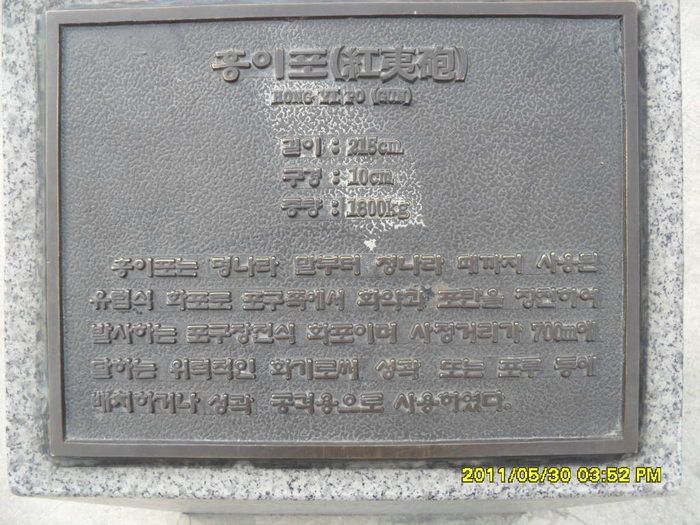 홍이포(紅夷砲)
HONG YI PO (GUN)
길이 : 215cm
구경 : 10cm
중량 : 1800kg
홍이포는 명나라 말부터 청나라 때까지 사용된
유럽식 화포로 포구쪽에서 화약과 포탄을 장전하여
발사하는 포구장전식 화포이며 사정거리가 700m에
달하는 위력적인 화기로써 성곽 또는 포루 등에
배치하거나 성곽 공격용으로 사용하였다.
2011/05/30 03:52 PM